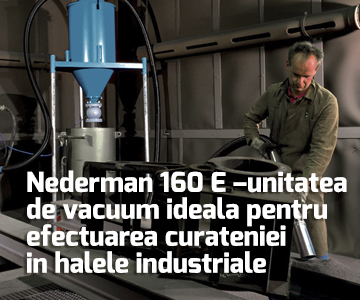 Nederman 160 E –unitatea
de vacuum ideala pentru
efectuarea curateniei
in halele industriale